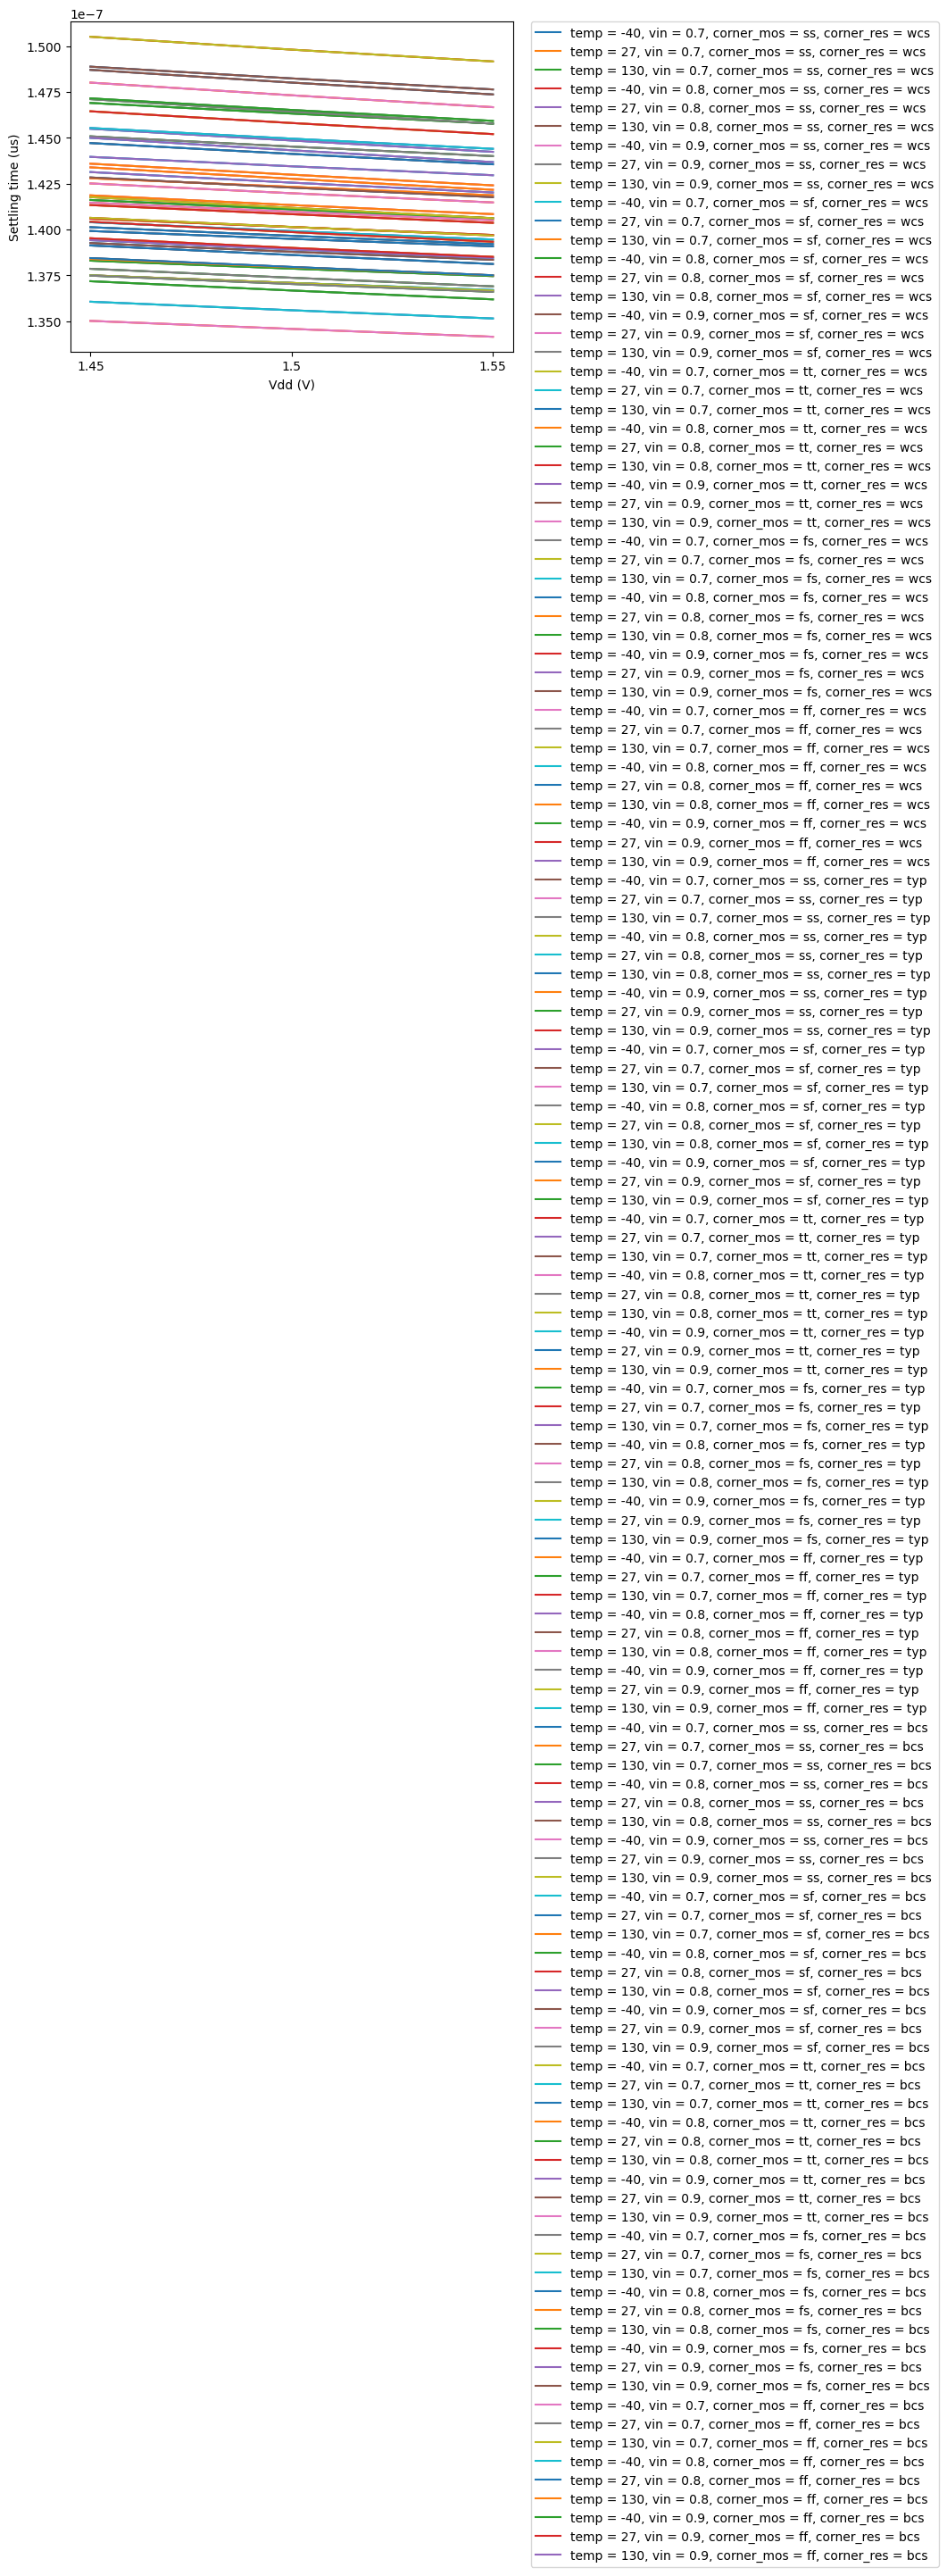 1e−7
1.500
1.475
1.450
1.425
1.400
1.375
1.350
Settling time (us)
1.45
1.5
1.55
Vdd (V)
temp = -40, vin = 0.7, corner_mos = ss, corner_res = wcs
temp = 27, vin = 0.7, corner_mos = ss, corner_res = wcs
temp = 130, vin = 0.7, corner_mos = ss, corner_res = wcs
temp = -40, vin = 0.8, corner_mos = ss, corner_res = wcs
temp = 27, vin = 0.8, corner_mos = ss, corner_res = wcs
temp = 130, vin = 0.8, corner_mos = ss, corner_res = wcs
temp = -40, vin = 0.9, corner_mos = ss, corner_res = wcs
temp = 27, vin = 0.9, corner_mos = ss, corner_res = wcs
temp = 130, vin = 0.9, corner_mos = ss, corner_res = wcs
temp = -40, vin = 0.7, corner_mos = sf, corner_res = wcs
temp = 27, vin = 0.7, corner_mos = sf, corner_res = wcs
temp = 130, vin = 0.7, corner_mos = sf, corner_res = wcs
temp = -40, vin = 0.8, corner_mos = sf, corner_res = wcs
temp = 27, vin = 0.8, corner_mos = sf, corner_res = wcs
temp = 130, vin = 0.8, corner_mos = sf, corner_res = wcs
temp = -40, vin = 0.9, corner_mos = sf, corner_res = wcs
temp = 27, vin = 0.9, corner_mos = sf, corner_res = wcs
temp = 130, vin = 0.9, corner_mos = sf, corner_res = wcs
temp = -40, vin = 0.7, corner_mos = tt, corner_res = wcs
temp = 27, vin = 0.7, corner_mos = tt, corner_res = wcs
temp = 130, vin = 0.7, corner_mos = tt, corner_res = wcs
temp = -40, vin = 0.8, corner_mos = tt, corner_res = wcs
temp = 27, vin = 0.8, corner_mos = tt, corner_res = wcs
temp = 130, vin = 0.8, corner_mos = tt, corner_res = wcs
temp = -40, vin = 0.9, corner_mos = tt, corner_res = wcs
temp = 27, vin = 0.9, corner_mos = tt, corner_res = wcs
temp = 130, vin = 0.9, corner_mos = tt, corner_res = wcs
temp = -40, vin = 0.7, corner_mos = fs, corner_res = wcs
temp = 27, vin = 0.7, corner_mos = fs, corner_res = wcs
temp = 130, vin = 0.7, corner_mos = fs, corner_res = wcs
temp = -40, vin = 0.8, corner_mos = fs, corner_res = wcs
temp = 27, vin = 0.8, corner_mos = fs, corner_res = wcs
temp = 130, vin = 0.8, corner_mos = fs, corner_res = wcs
temp = -40, vin = 0.9, corner_mos = fs, corner_res = wcs
temp = 27, vin = 0.9, corner_mos = fs, corner_res = wcs
temp = 130, vin = 0.9, corner_mos = fs, corner_res = wcs
temp = -40, vin = 0.7, corner_mos = ff, corner_res = wcs
temp = 27, vin = 0.7, corner_mos = ff, corner_res = wcs
temp = 130, vin = 0.7, corner_mos = ff, corner_res = wcs
temp = -40, vin = 0.8, corner_mos = ff, corner_res = wcs
temp = 27, vin = 0.8, corner_mos = ff, corner_res = wcs
temp = 130, vin = 0.8, corner_mos = ff, corner_res = wcs
temp = -40, vin = 0.9, corner_mos = ff, corner_res = wcs
temp = 27, vin = 0.9, corner_mos = ff, corner_res = wcs
temp = 130, vin = 0.9, corner_mos = ff, corner_res = wcs
temp = -40, vin = 0.7, corner_mos = ss, corner_res = typ
temp = 27, vin = 0.7, corner_mos = ss, corner_res = typ
temp = 130, vin = 0.7, corner_mos = ss, corner_res = typ
temp = -40, vin = 0.8, corner_mos = ss, corner_res = typ
temp = 27, vin = 0.8, corner_mos = ss, corner_res = typ
temp = 130, vin = 0.8, corner_mos = ss, corner_res = typ
temp = -40, vin = 0.9, corner_mos = ss, corner_res = typ
temp = 27, vin = 0.9, corner_mos = ss, corner_res = typ
temp = 130, vin = 0.9, corner_mos = ss, corner_res = typ
temp = -40, vin = 0.7, corner_mos = sf, corner_res = typ
temp = 27, vin = 0.7, corner_mos = sf, corner_res = typ
temp = 130, vin = 0.7, corner_mos = sf, corner_res = typ
temp = -40, vin = 0.8, corner_mos = sf, corner_res = typ
temp = 27, vin = 0.8, corner_mos = sf, corner_res = typ
temp = 130, vin = 0.8, corner_mos = sf, corner_res = typ
temp = -40, vin = 0.9, corner_mos = sf, corner_res = typ
temp = 27, vin = 0.9, corner_mos = sf, corner_res = typ
temp = 130, vin = 0.9, corner_mos = sf, corner_res = typ
temp = -40, vin = 0.7, corner_mos = tt, corner_res = typ
temp = 27, vin = 0.7, corner_mos = tt, corner_res = typ
temp = 130, vin = 0.7, corner_mos = tt, corner_res = typ
temp = -40, vin = 0.8, corner_mos = tt, corner_res = typ
temp = 27, vin = 0.8, corner_mos = tt, corner_res = typ
temp = 130, vin = 0.8, corner_mos = tt, corner_res = typ
temp = -40, vin = 0.9, corner_mos = tt, corner_res = typ
temp = 27, vin = 0.9, corner_mos = tt, corner_res = typ
temp = 130, vin = 0.9, corner_mos = tt, corner_res = typ
temp = -40, vin = 0.7, corner_mos = fs, corner_res = typ
temp = 27, vin = 0.7, corner_mos = fs, corner_res = typ
temp = 130, vin = 0.7, corner_mos = fs, corner_res = typ
temp = -40, vin = 0.8, corner_mos = fs, corner_res = typ
temp = 27, vin = 0.8, corner_mos = fs, corner_res = typ
temp = 130, vin = 0.8, corner_mos = fs, corner_res = typ
temp = -40, vin = 0.9, corner_mos = fs, corner_res = typ
temp = 27, vin = 0.9, corner_mos = fs, corner_res = typ
temp = 130, vin = 0.9, corner_mos = fs, corner_res = typ
temp = -40, vin = 0.7, corner_mos = ff, corner_res = typ
temp = 27, vin = 0.7, corner_mos = ff, corner_res = typ
temp = 130, vin = 0.7, corner_mos = ff, corner_res = typ
temp = -40, vin = 0.8, corner_mos = ff, corner_res = typ
temp = 27, vin = 0.8, corner_mos = ff, corner_res = typ
temp = 130, vin = 0.8, corner_mos = ff, corner_res = typ
temp = -40, vin = 0.9, corner_mos = ff, corner_res = typ
temp = 27, vin = 0.9, corner_mos = ff, corner_res = typ
temp = 130, vin = 0.9, corner_mos = ff, corner_res = typ
temp = -40, vin = 0.7, corner_mos = ss, corner_res = bcs
temp = 27, vin = 0.7, corner_mos = ss, corner_res = bcs
temp = 130, vin = 0.7, corner_mos = ss, corner_res = bcs
temp = -40, vin = 0.8, corner_mos = ss, corner_res = bcs
temp = 27, vin = 0.8, corner_mos = ss, corner_res = bcs
temp = 130, vin = 0.8, corner_mos = ss, corner_res = bcs
temp = -40, vin = 0.9, corner_mos = ss, corner_res = bcs
temp = 27, vin = 0.9, corner_mos = ss, corner_res = bcs
temp = 130, vin = 0.9, corner_mos = ss, corner_res = bcs
temp = -40, vin = 0.7, corner_mos = sf, corner_res = bcs
temp = 27, vin = 0.7, corner_mos = sf, corner_res = bcs
temp = 130, vin = 0.7, corner_mos = sf, corner_res = bcs
temp = -40, vin = 0.8, corner_mos = sf, corner_res = bcs
temp = 27, vin = 0.8, corner_mos = sf, corner_res = bcs
temp = 130, vin = 0.8, corner_mos = sf, corner_res = bcs
temp = -40, vin = 0.9, corner_mos = sf, corner_res = bcs
temp = 27, vin = 0.9, corner_mos = sf, corner_res = bcs
temp = 130, vin = 0.9, corner_mos = sf, corner_res = bcs
temp = -40, vin = 0.7, corner_mos = tt, corner_res = bcs
temp = 27, vin = 0.7, corner_mos = tt, corner_res = bcs
temp = 130, vin = 0.7, corner_mos = tt, corner_res = bcs
temp = -40, vin = 0.8, corner_mos = tt, corner_res = bcs
temp = 27, vin = 0.8, corner_mos = tt, corner_res = bcs
temp = 130, vin = 0.8, corner_mos = tt, corner_res = bcs
temp = -40, vin = 0.9, corner_mos = tt, corner_res = bcs
temp = 27, vin = 0.9, corner_mos = tt, corner_res = bcs
temp = 130, vin = 0.9, corner_mos = tt, corner_res = bcs
temp = -40, vin = 0.7, corner_mos = fs, corner_res = bcs
temp = 27, vin = 0.7, corner_mos = fs, corner_res = bcs
temp = 130, vin = 0.7, corner_mos = fs, corner_res = bcs
temp = -40, vin = 0.8, corner_mos = fs, corner_res = bcs
temp = 27, vin = 0.8, corner_mos = fs, corner_res = bcs
temp = 130, vin = 0.8, corner_mos = fs, corner_res = bcs
temp = -40, vin = 0.9, corner_mos = fs, corner_res = bcs
temp = 27, vin = 0.9, corner_mos = fs, corner_res = bcs
temp = 130, vin = 0.9, corner_mos = fs, corner_res = bcs
temp = -40, vin = 0.7, corner_mos = ff, corner_res = bcs
temp = 27, vin = 0.7, corner_mos = ff, corner_res = bcs
temp = 130, vin = 0.7, corner_mos = ff, corner_res = bcs
temp = -40, vin = 0.8, corner_mos = ff, corner_res = bcs
temp = 27, vin = 0.8, corner_mos = ff, corner_res = bcs
temp = 130, vin = 0.8, corner_mos = ff, corner_res = bcs
temp = -40, vin = 0.9, corner_mos = ff, corner_res = bcs
temp = 27, vin = 0.9, corner_mos = ff, corner_res = bcs
temp = 130, vin = 0.9, corner_mos = ff, corner_res = bcs